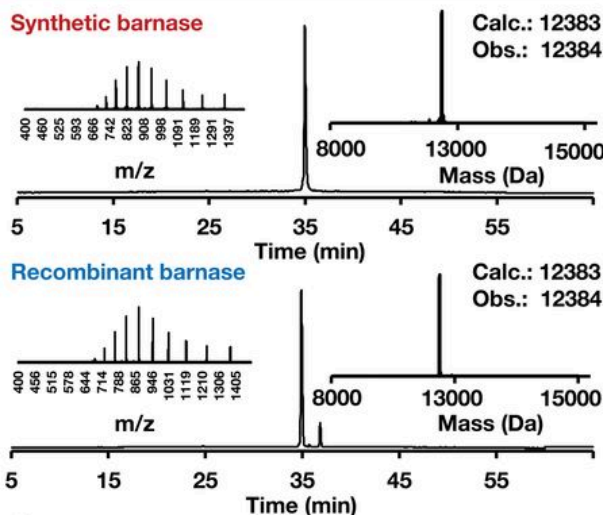 Synthetic barnase
Calc.: 12383
Obs.: 12384
400 460 525 593 666 742 823 908 998 1091 1189 1291 1397
m/z
8000 13000 15000
Mass (Da)
5 15 25 35 45 55
Time (min)
Recombinant barnase
Calc.: 12383
Obs.: 12384
400 456 515 578 644 714 788 865 946 1031 1119 1210 1306 1405
m/z
8000 13000 15000
Mass (Da)
5 15 25 35 45 55
Time (min)